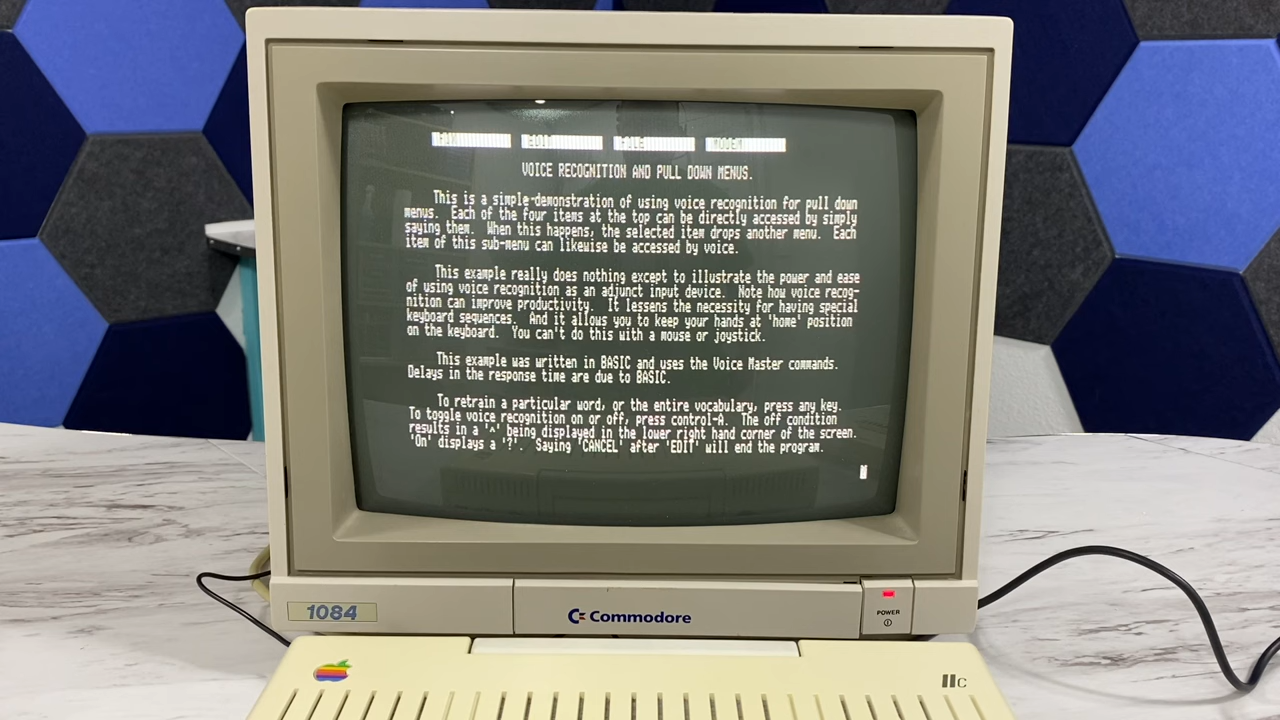 FIX EDIT FILE MODEM
VOICE RECOGNITION AND PULL DOWN MENUS.
This is a simple demonstration of using voice recognition for pull down
menus. Each of the four items at the top can be directly accessed by simply
saying them. When this happens, the selected item drops another menu. Each
item of this sub-menu can likewise be accessed by voice.
This example really does nothing except to illustrate the power and ease
of using voice recognition as an adjunct input device. Note how voice recog-
nition can improve productivity. It lessens the necessity for having special
keyboard sequences. And it allows you to keep your hands at 'home' position
on the keyboard. You can't do this with a mouse or joystick.
This example was written in BASIC and uses the Voice Master commands.
Delays in the response time are due to BASIC.
To retrain a particular word, or the entire vocabulary, press any key.
To toggle voice recognition on or off, press control-A. The off condition
results in a '^' being displayed in the lower right hand corner of the screen.
'On' displays a '?'. Saying 'CANCEL' after 'EDIT' will end the program.
1084
Commodore
POWER
IIc